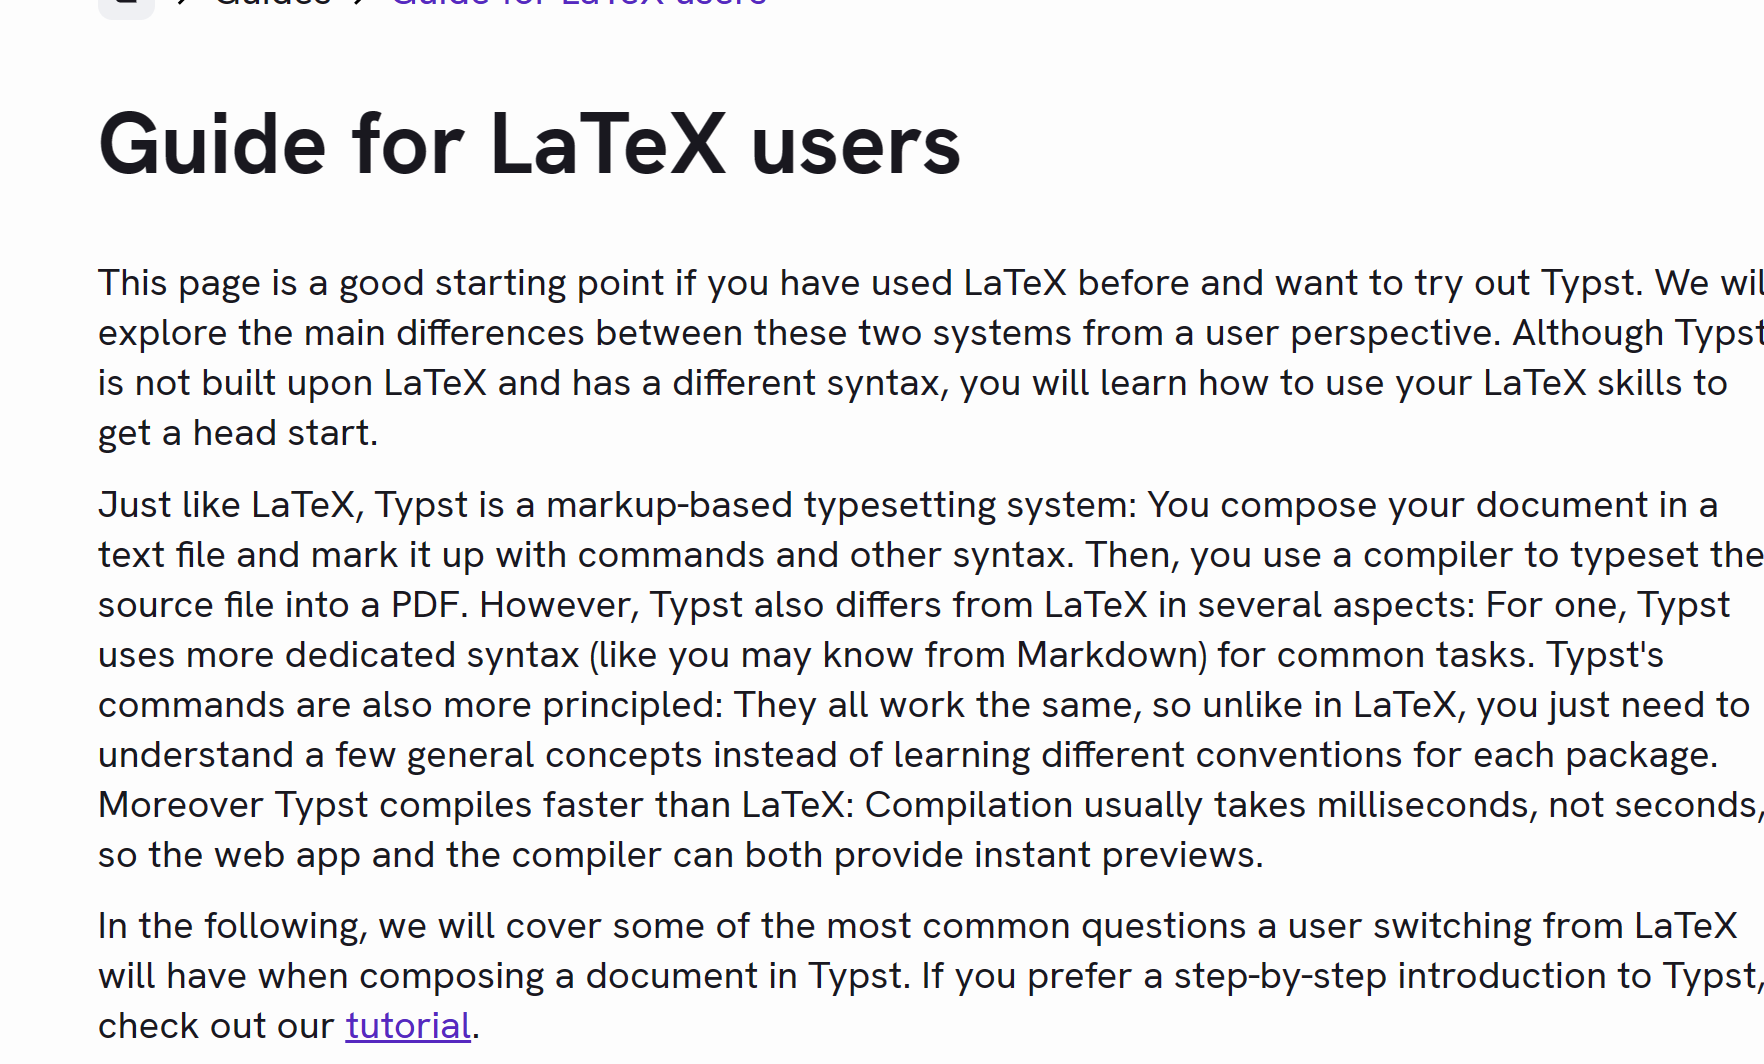 Guides Guide for LaTeX users
Guide for LaTeX users
This page is a good starting point if you have used LaTeX before and want to try out Typst. We wil
explore the main differences between these two systems from a user perspective. Although Typst
is not built upon LaTeX and has a different syntax, you will learn how to use your LaTeX skills to
get a head start.
Just like LaTeX, Typst is a markup-based typesetting system: You compose your document in a
text file and mark it up with commands and other syntax. Then, you use a compiler to typeset the
source file into a PDF. However, Typst also differs from LaTeX in several aspects: For one, Typst
uses more dedicated syntax (like you may know from Markdown) for common tasks. Typst's
commands are also more principled: They all work the same, so unlike in LaTeX, you just need to
understand a few general concepts instead of learning different conventions for each package.
Moreover Typst compiles faster than LaTeX: Compilation usually takes milliseconds, not seconds,
so the web app and the compiler can both provide instant previews.
In the following, we will cover some of the most common questions a user switching from LaTeX
will have when composing a document in Typst. If you prefer a step-by-step introduction to Typst,
check out our tutorial.